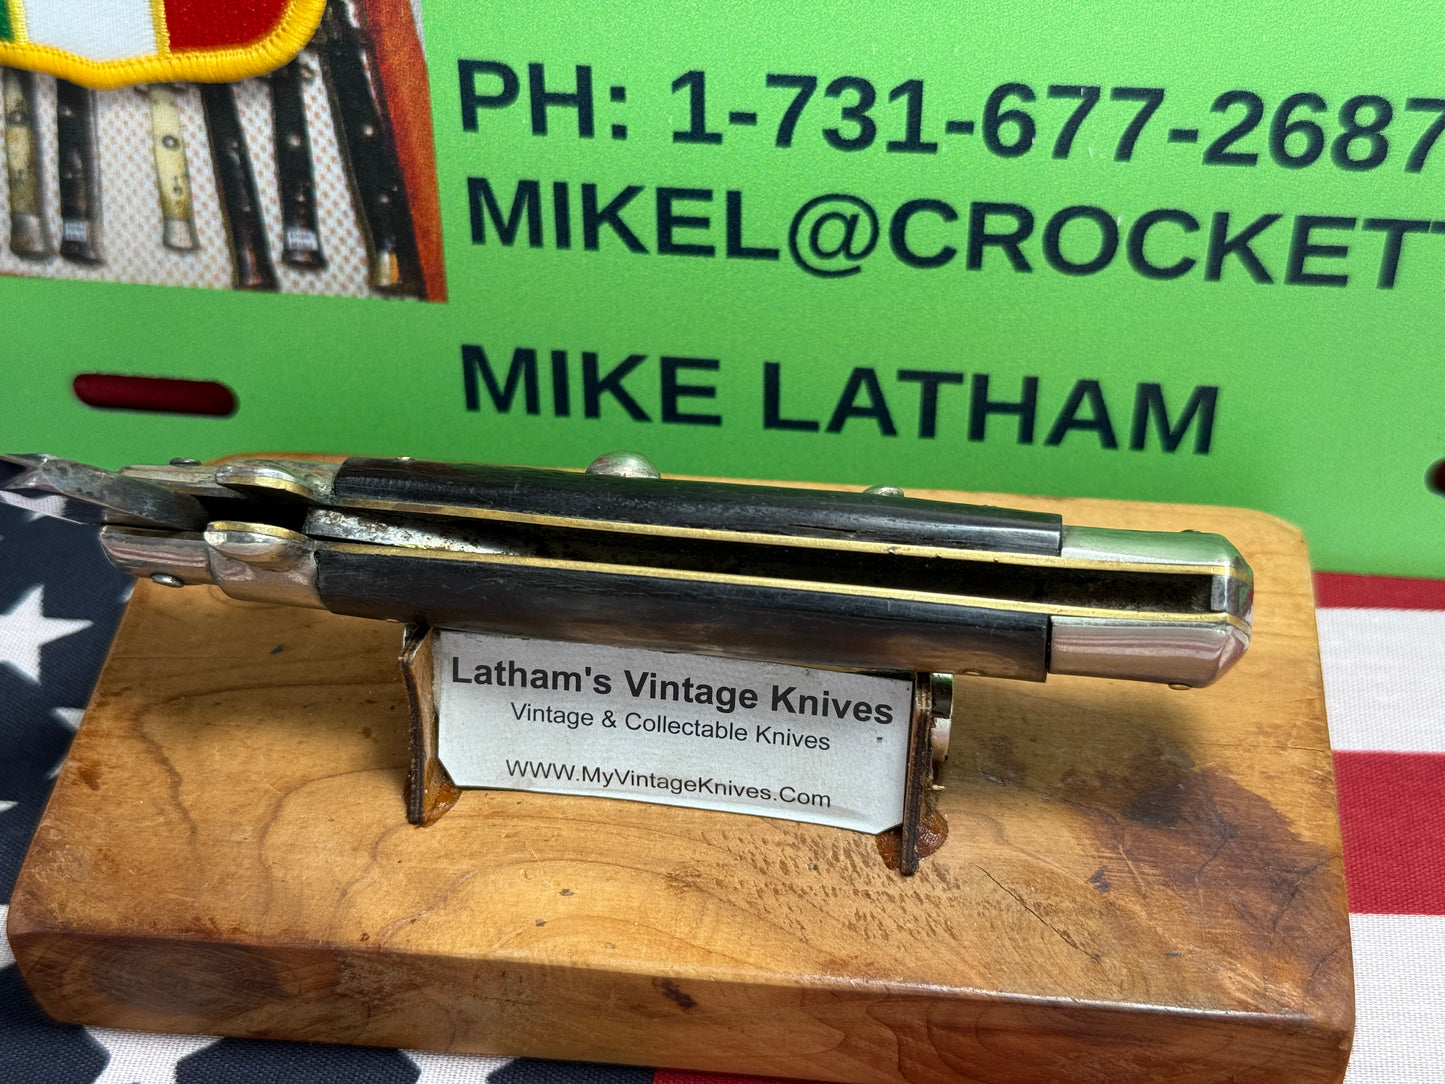 PH: 1-731-677-2687
MIKEL@CROCKETT
MIKE LATHAM
Latham's Vintage Knives
Vintage & Collectable Knives
WWW.MyVintageKnives.Com